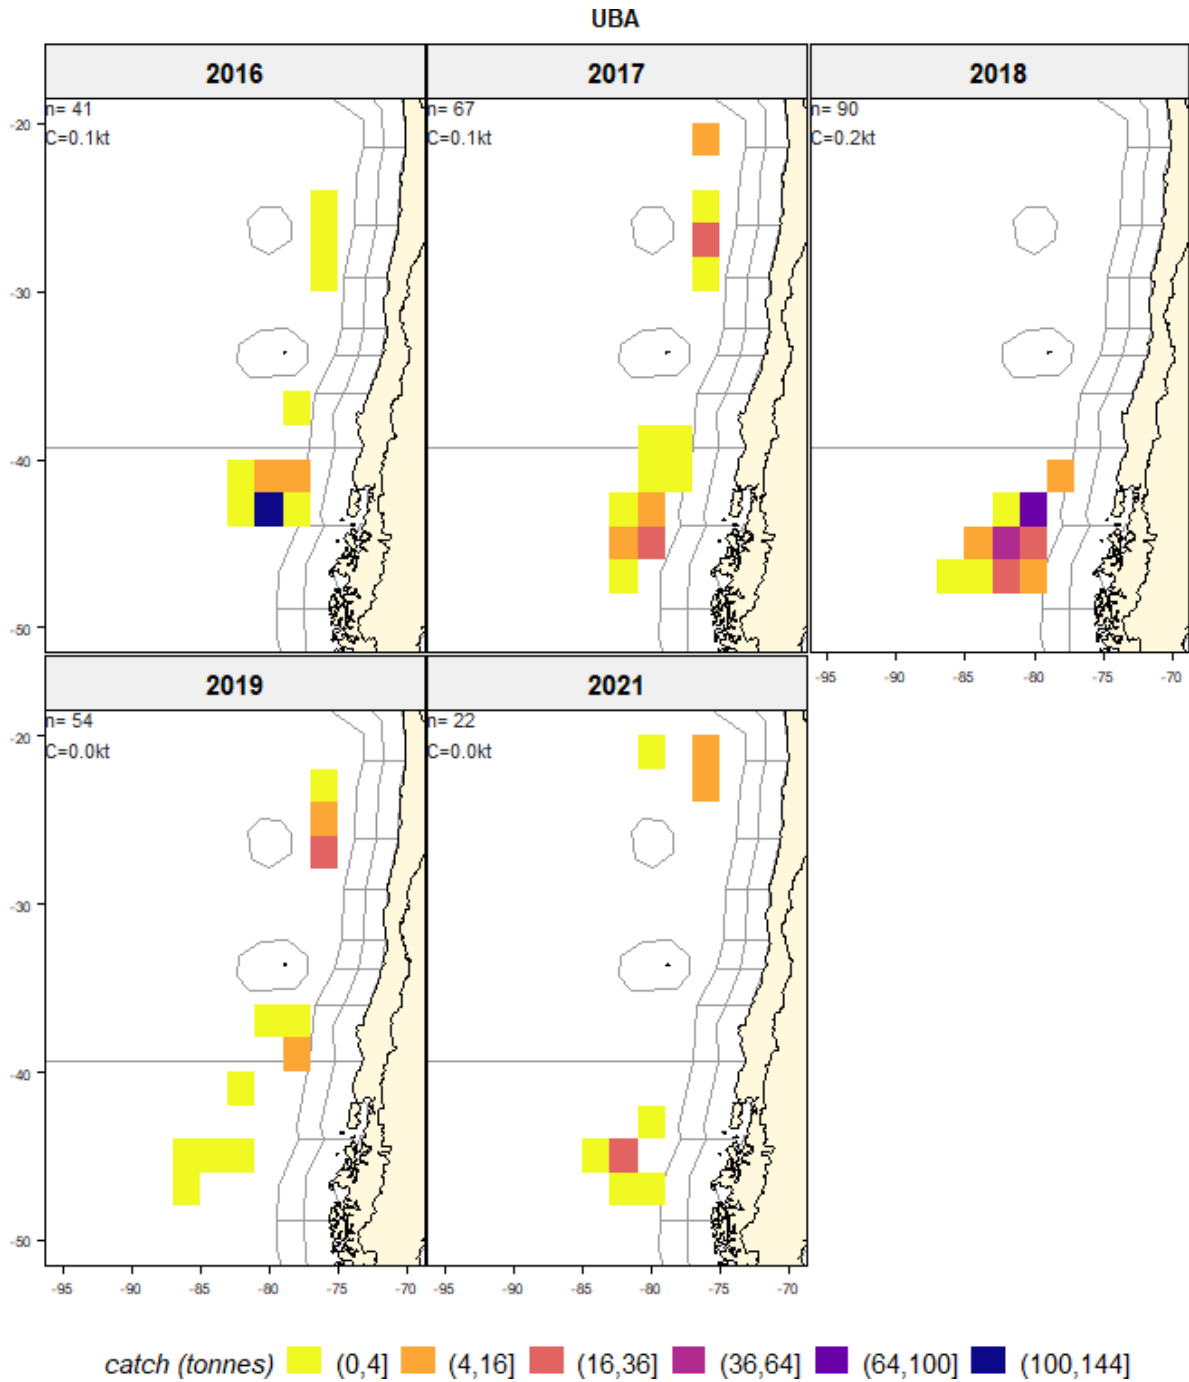 UBA
2016 2017 2018
n= 41 n= 67 n= 90
C=0.1kt C=0.1kt C=0.2kt
-20
-30
-40
-50
-95 -90 -85 -80 -75 -70
2019 2021
n= 54 n= 22
C=0.0kt C=0.0kt
-20
-30
-40
-50
-95 -90 -85 -80 -75 -70 -95 -90 -85 -80 -75 -70
catch (tonnes) (0,4] (4,16] (16,36] (36,64] (64,100] (100,144]